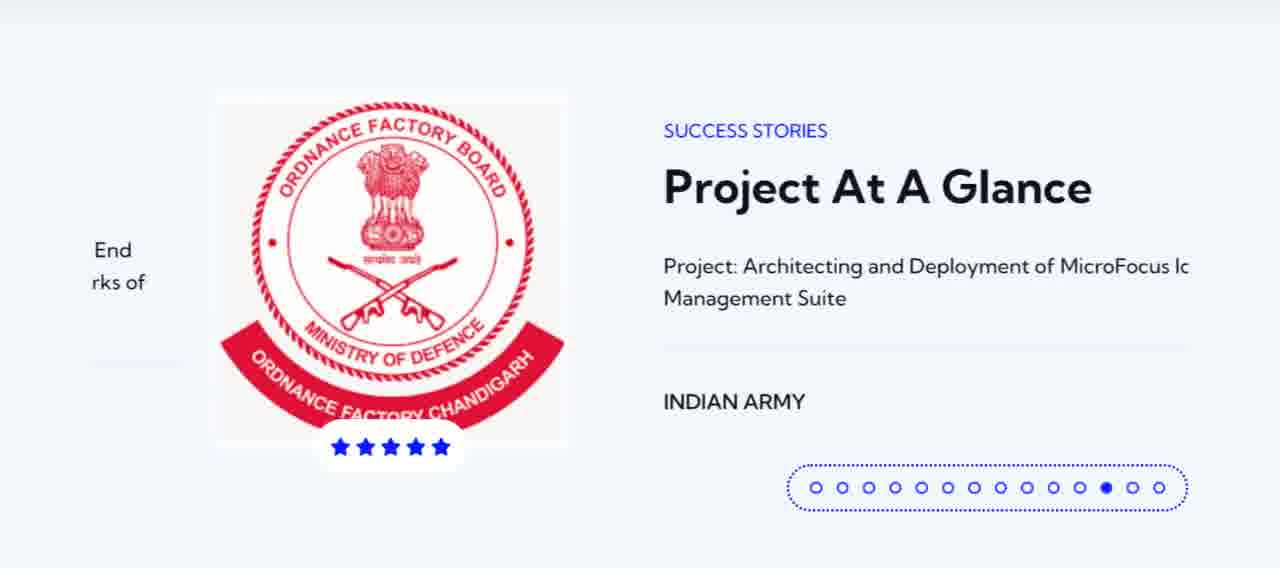 End
rks of
ORDNANCE FACTORY BOARD
सत्यमेव जयते
MINISTRY OF DEFENCE
ORDNANCE FACTORY CHANDIGARH
SUCCESS STORIES
Project At A Glance
Project: Architecting and Deployment of MicroFocus Ic
Management Suite
INDIAN ARMY